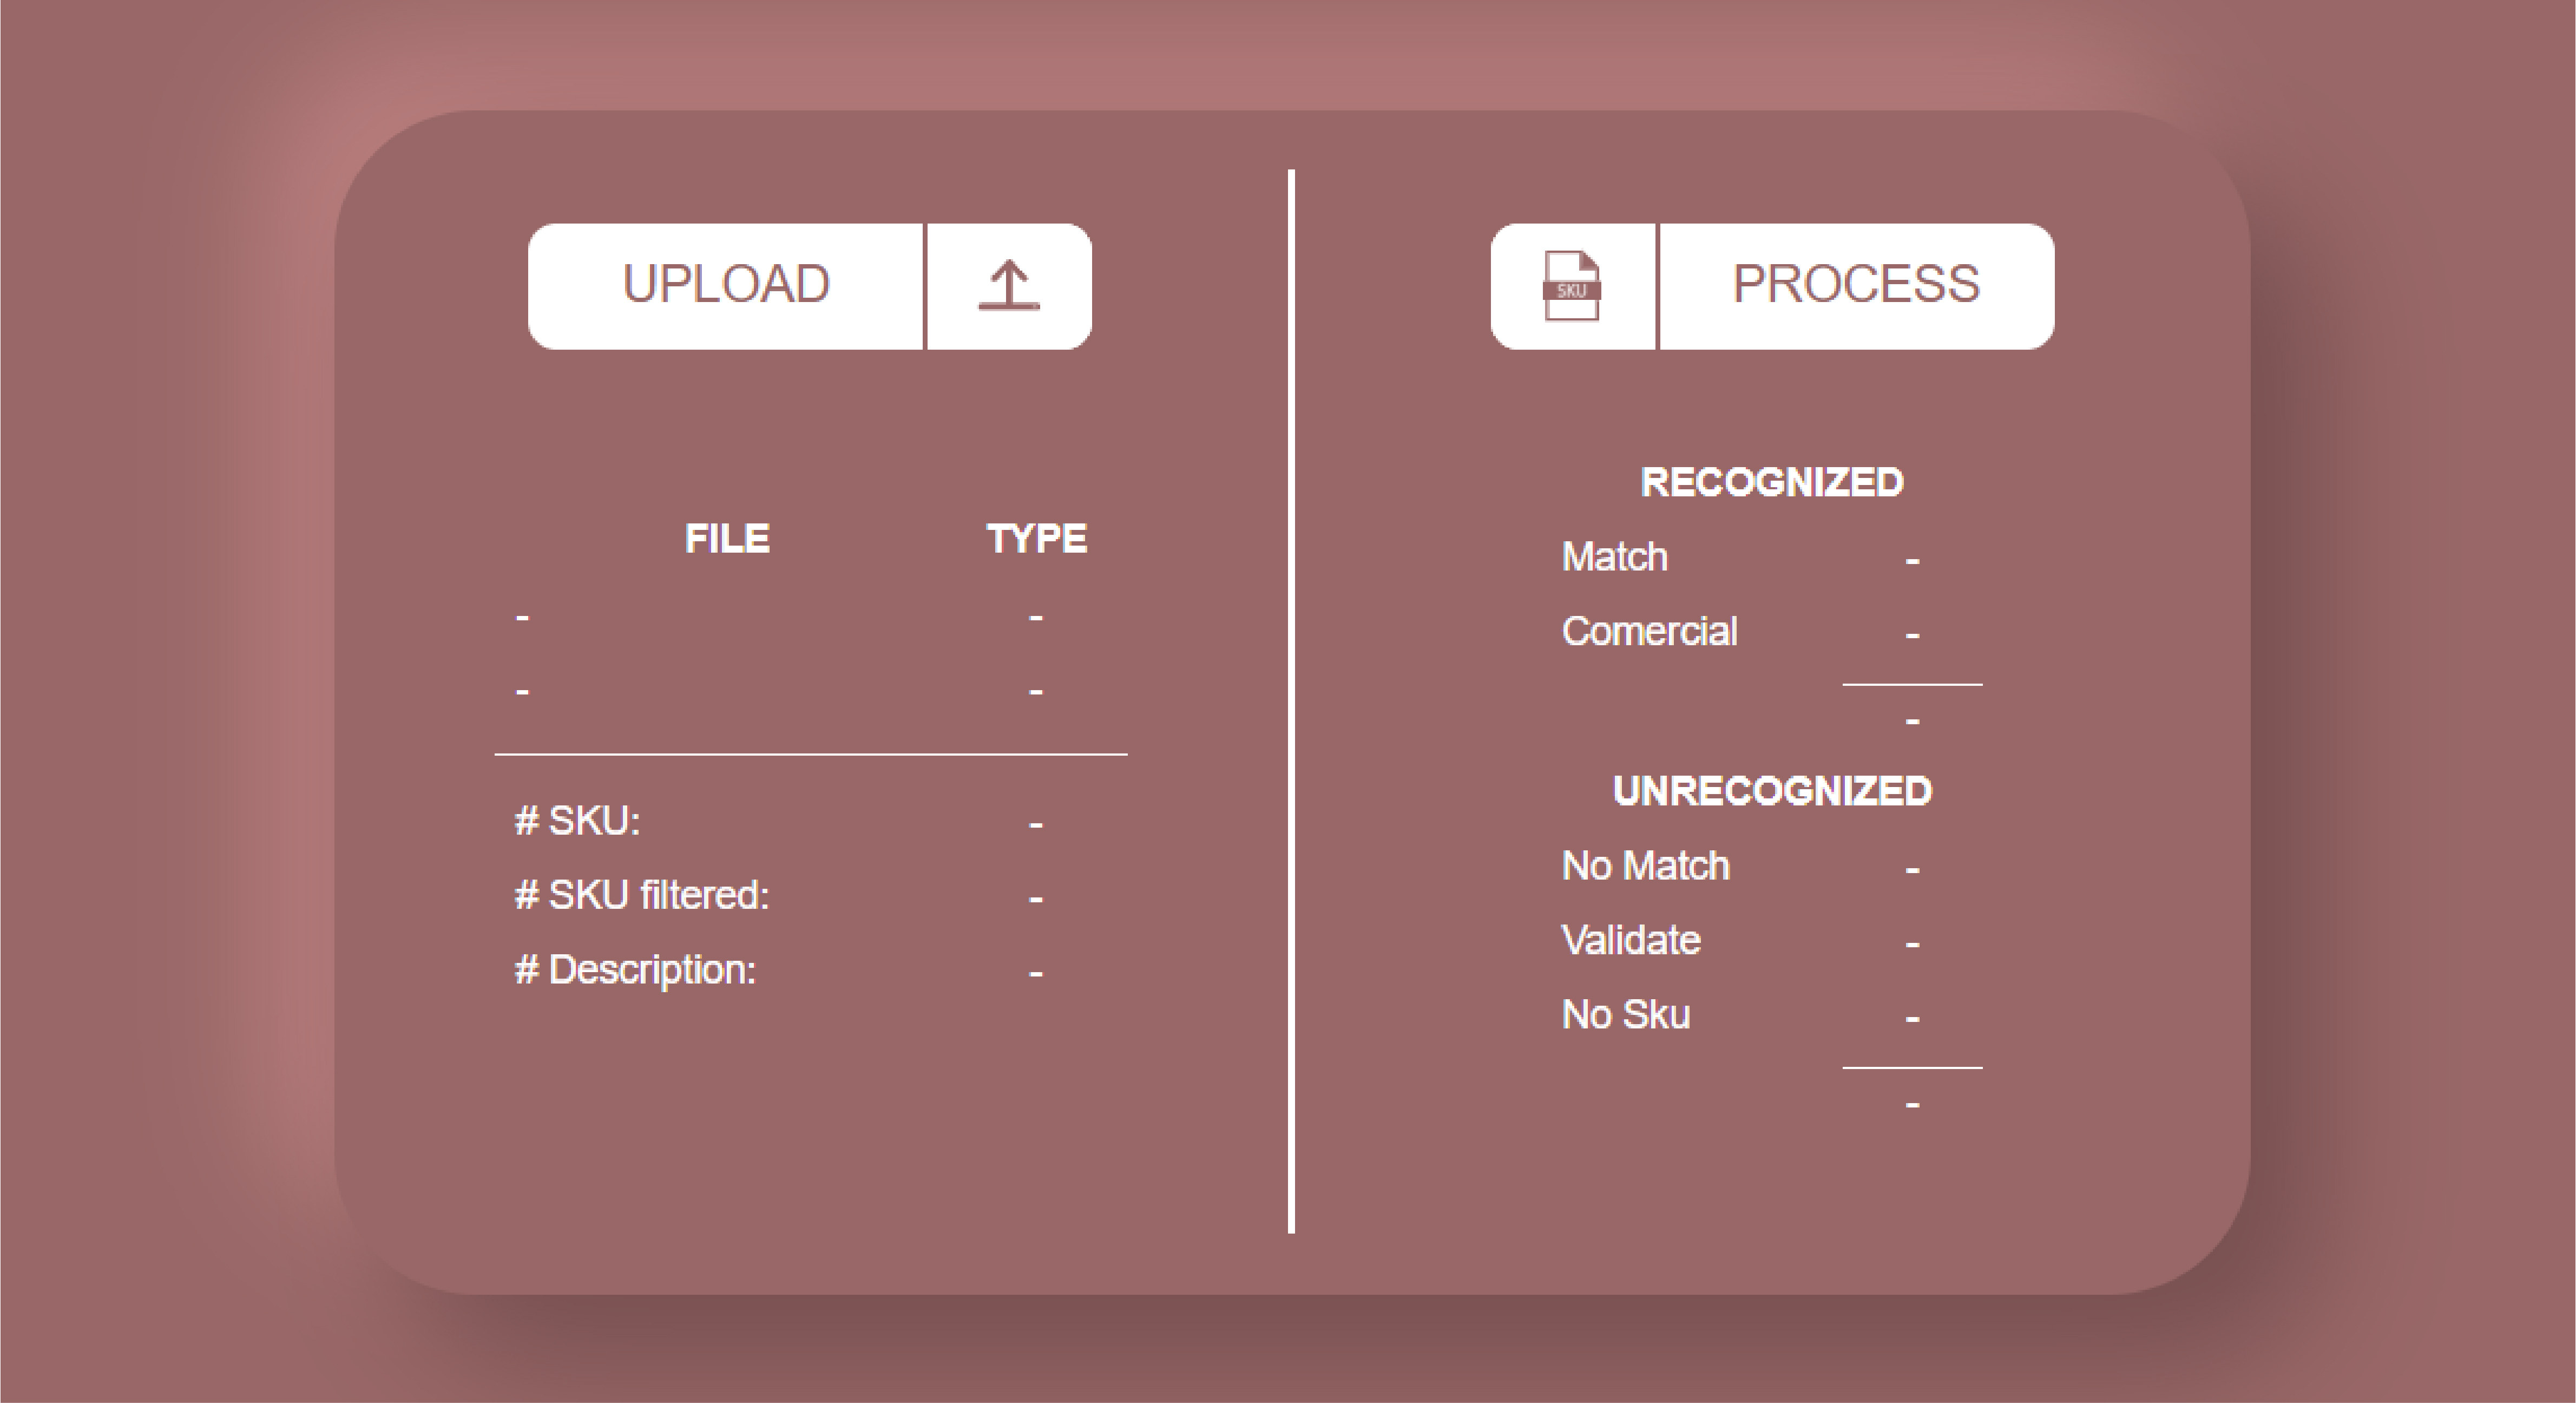 UPLOAD
FILE TYPE
- -
- -
# SKU: -
# SKU filtered: -
# Description: -
SKU PROCESS
RECOGNIZED
Match -
Comercial -
-
UNRECOGNIZED
No Match -
Validate -
No Sku -
-